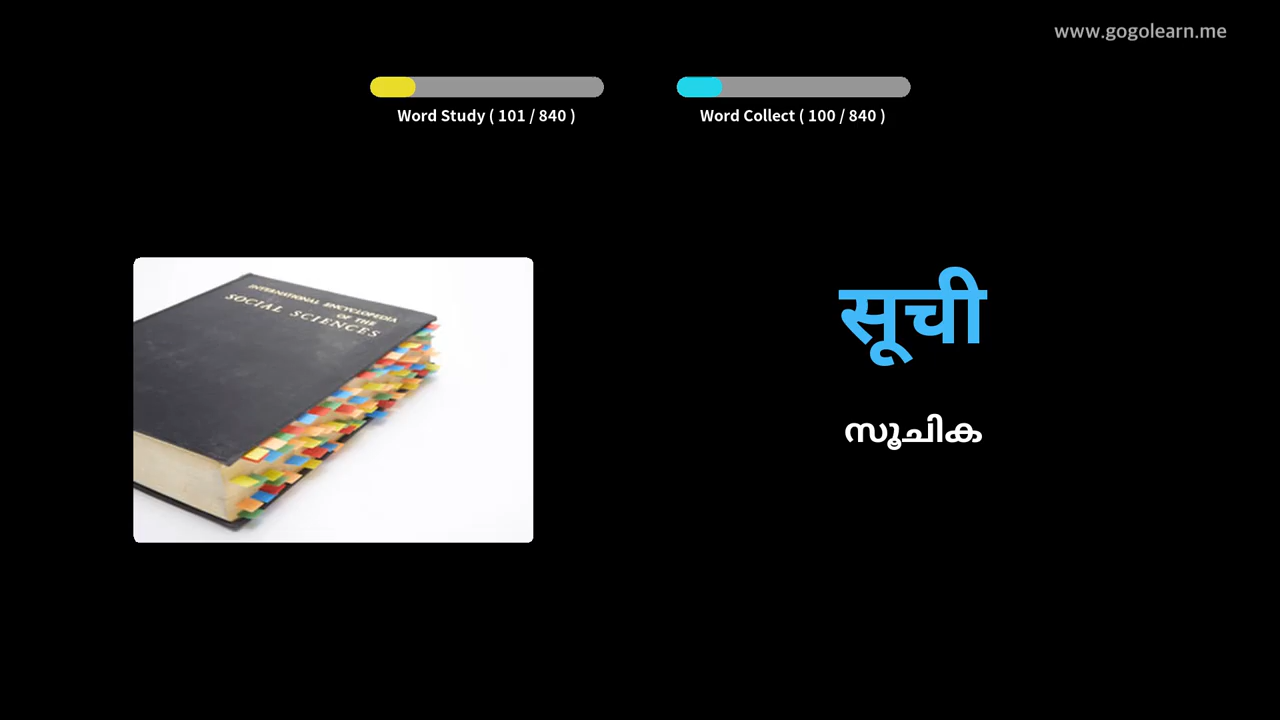 www.gogolearn.me
Word Study ( 101 / 840 )
Word Collect ( 100 / 840 )
INTERNATIONAL ENCYCLOPEDIA
OF THE
SOCIAL SCIENCES
सूची
സൂചിക